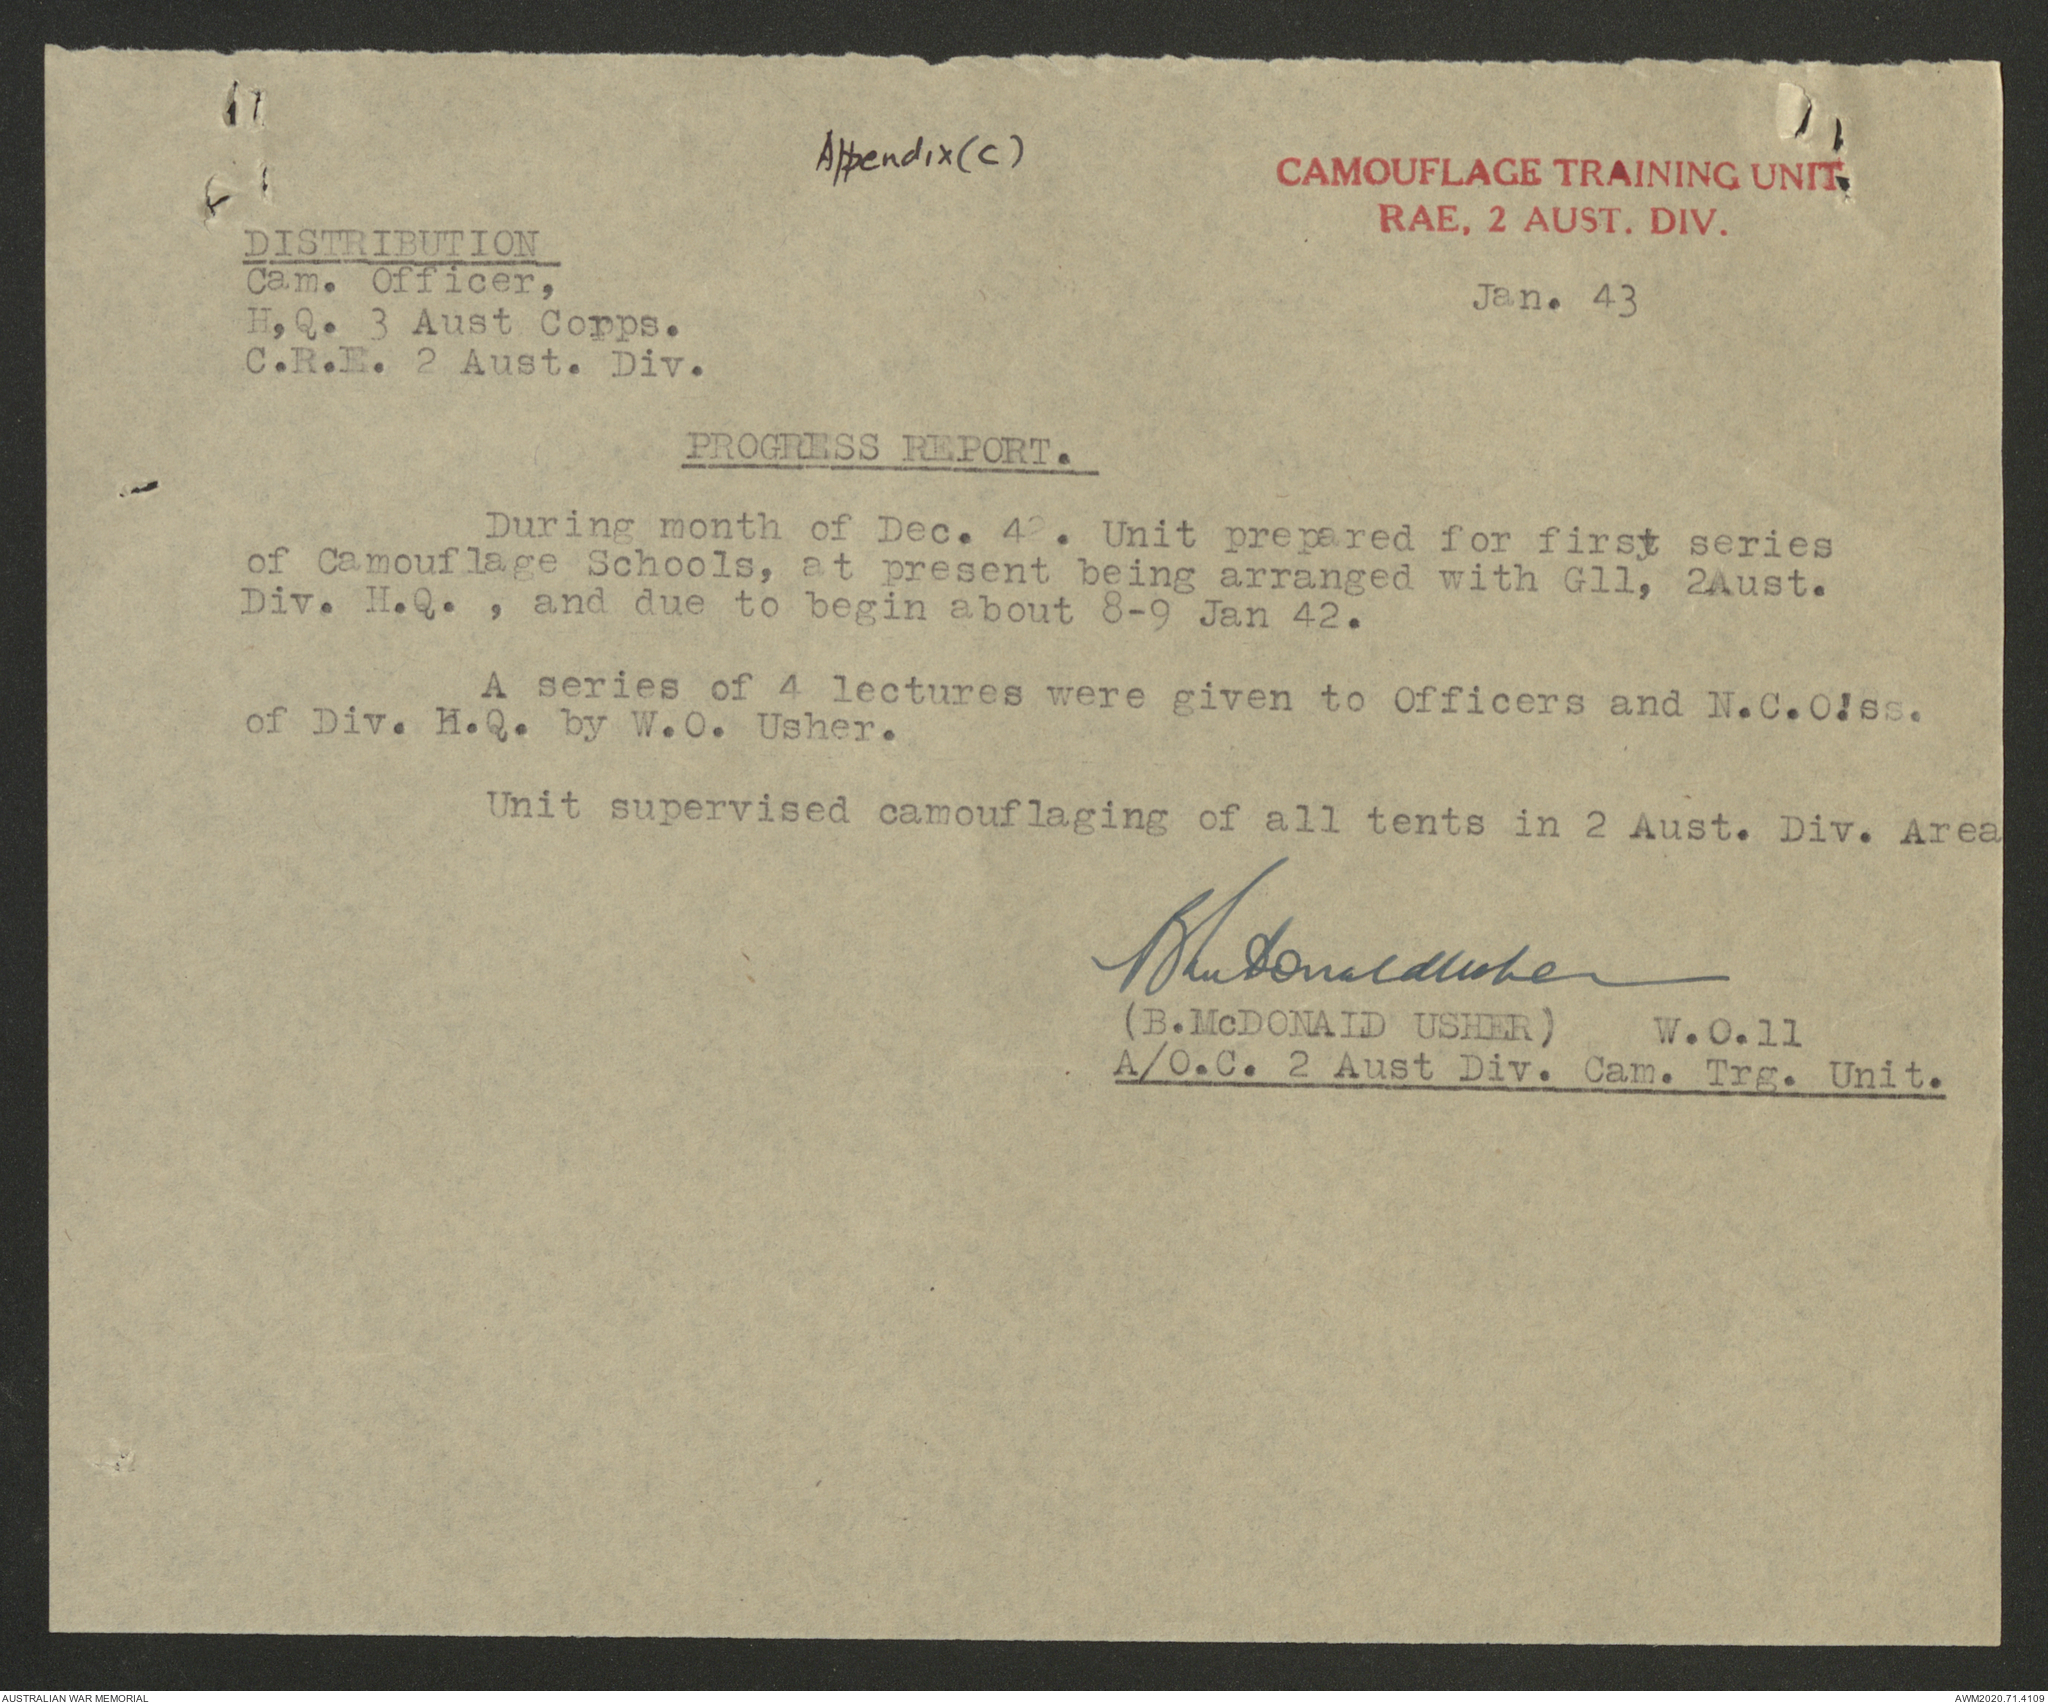 Appendix (C)
CAMOUFLAGE TRAINING UNIT
RAE, 2 AUST. DIV.
Jan. 43
DISTRIBUTION
Cam. Officer,
H,Q. 3 Aust Corps.
C.R.E. 2 Aust. Div.
PROGRESS REPORT.
During month of Dec. 42. Unit prepared for first series
of Camouflage Schools, at present being arranged with G11, 2Aust.
Div. H.Q. , and due to begin about 8-9 Jan 42.
A series of 4 lectures were given to Officers and N.C.O!ss.
of Div. H.Q. by W.O. Usher.
Unit supervised camouflaging of all tents in 2 Aust. Div. Area
B McDonald Usher
(B.McDONALD USHER) W.O.11
A/O.C. 2 Aust Div. Cam. Trg. Unit.
AUSTRALIAN WAR MEMORIAL
AWM2020.71.4109